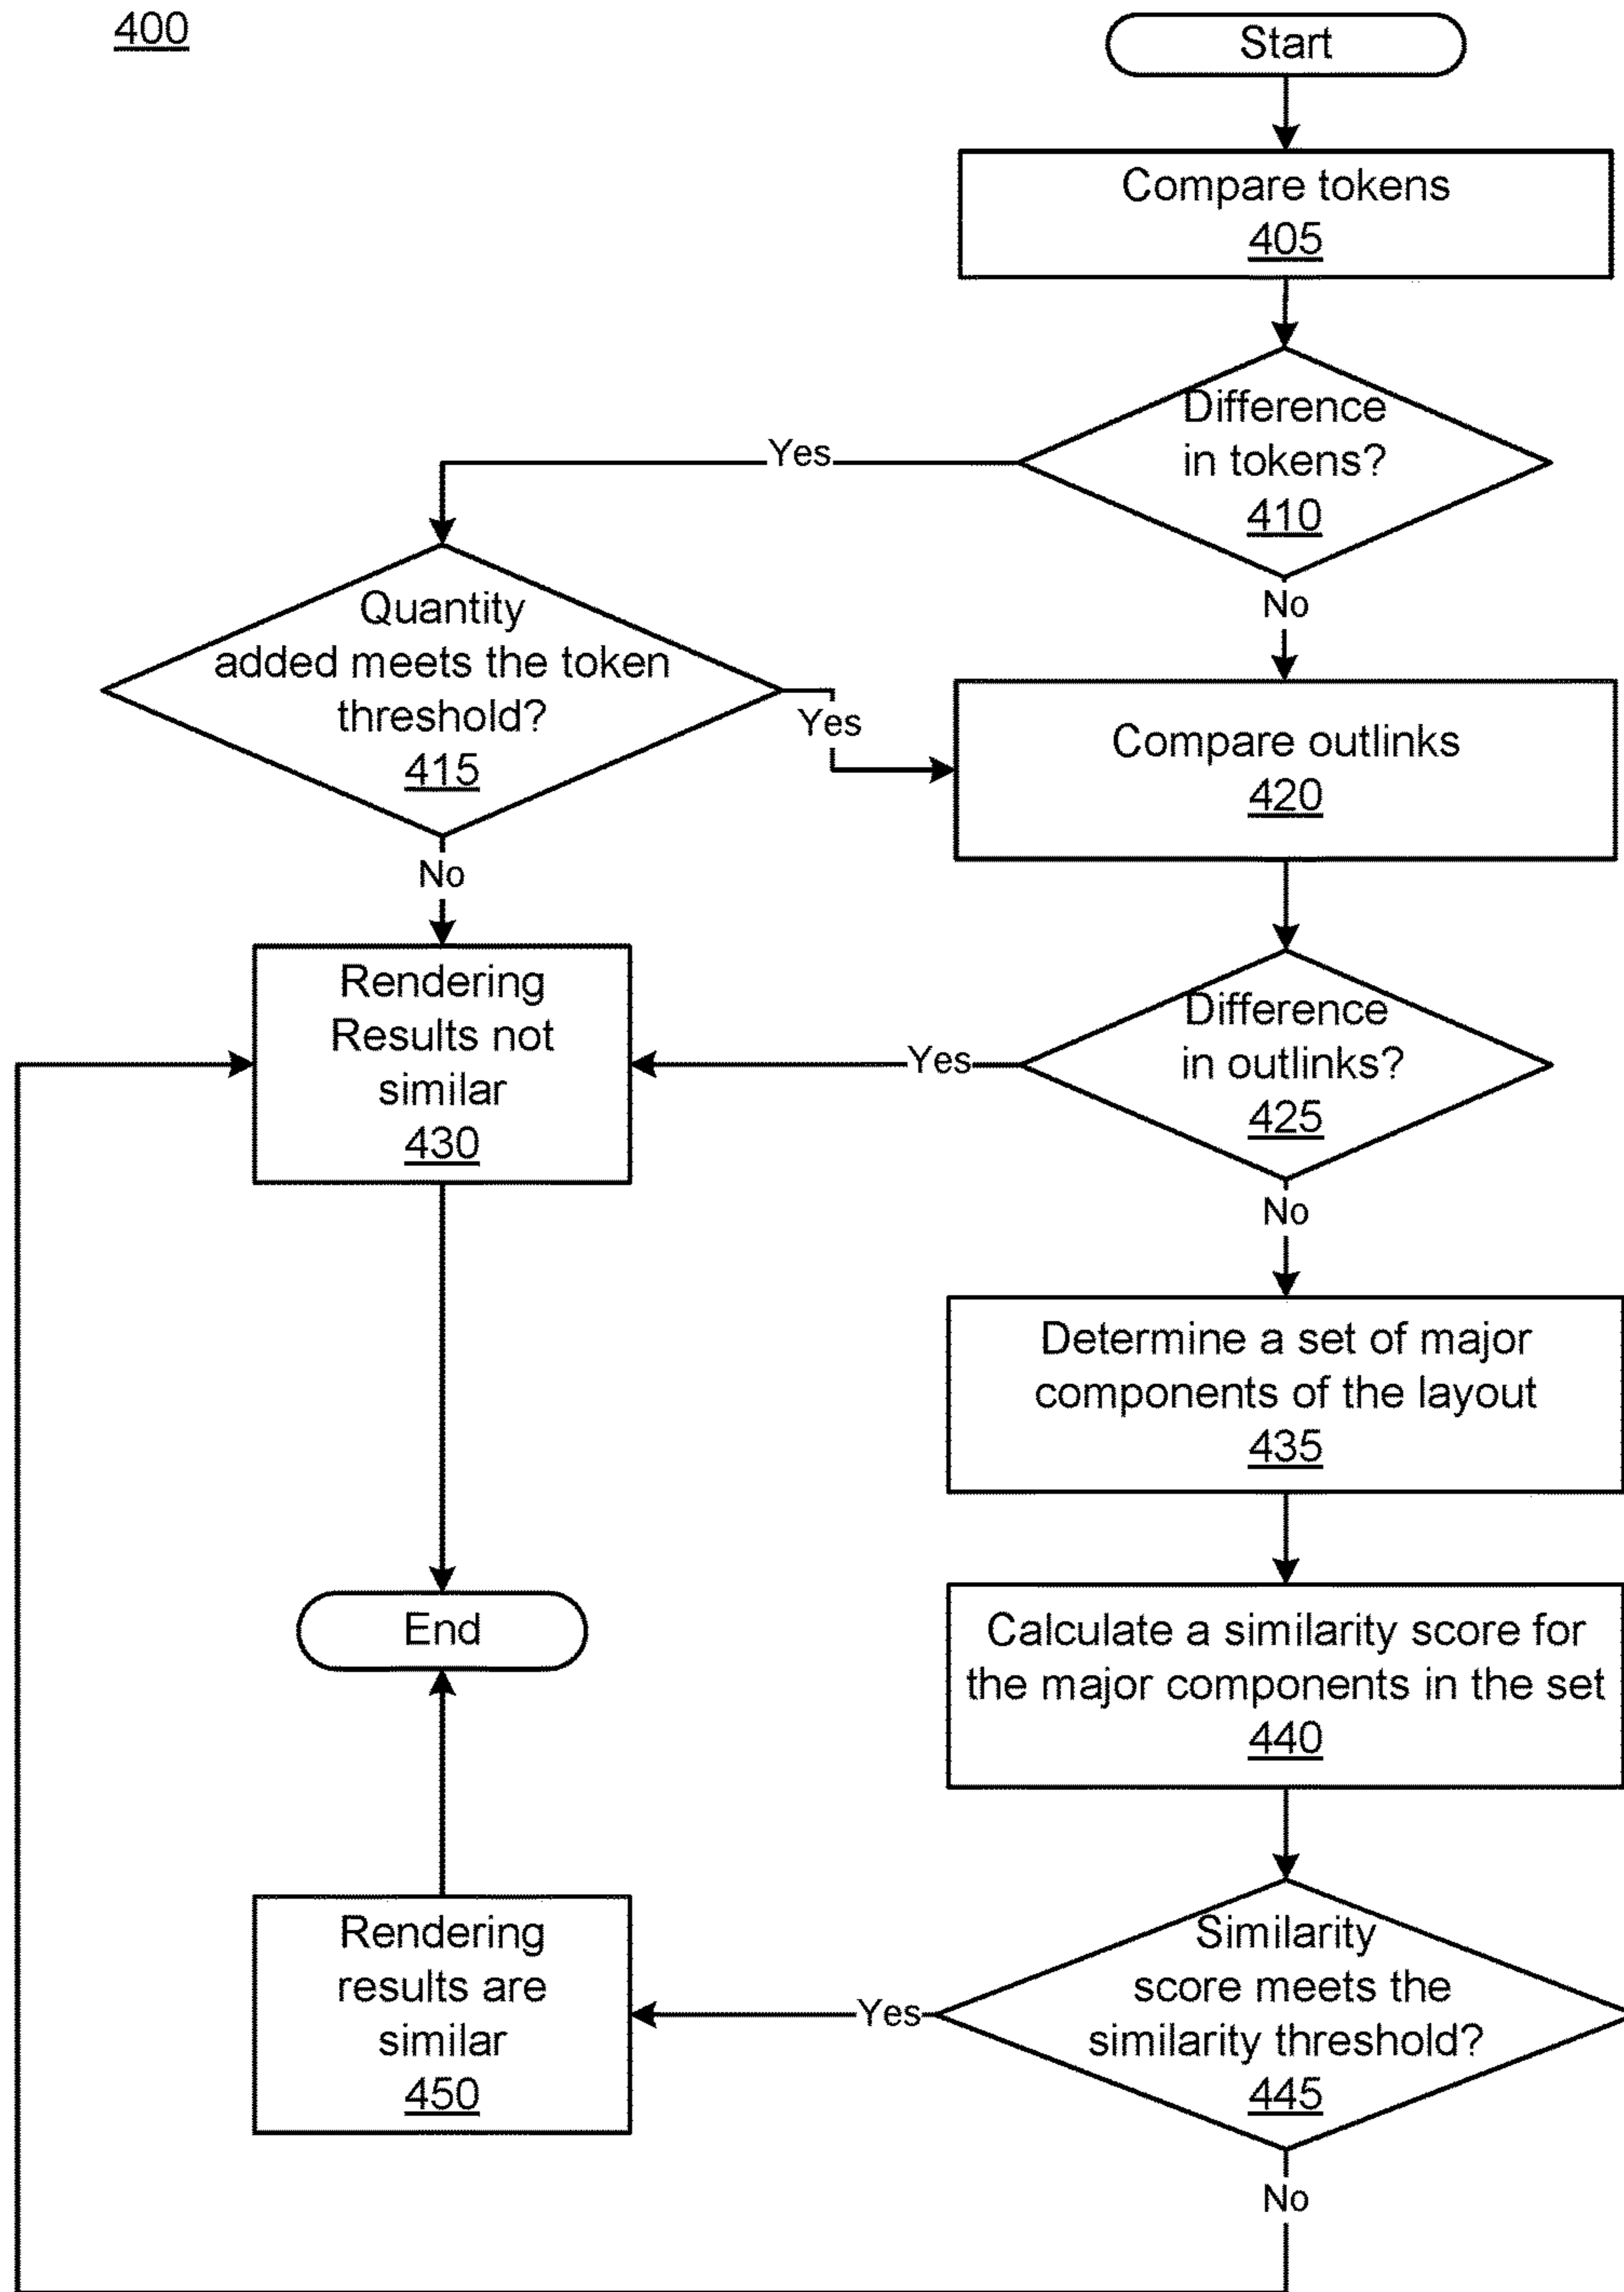 400
Start
Compare tokens
405
Difference
in tokens?
410
Yes
No
Quantity
added meets the token
threshold?
415
Yes
No
Compare outlinks
420
Difference
in outlinks?
425
Yes
No
Rendering
Results not
similar
430
Determine a set of major
components of the layout
435
End
Calculate a similarity score for
the major components in the set
440
Similarity
score meets the
similarity threshold?
445
Yes
No
Rendering
results are
similar
450